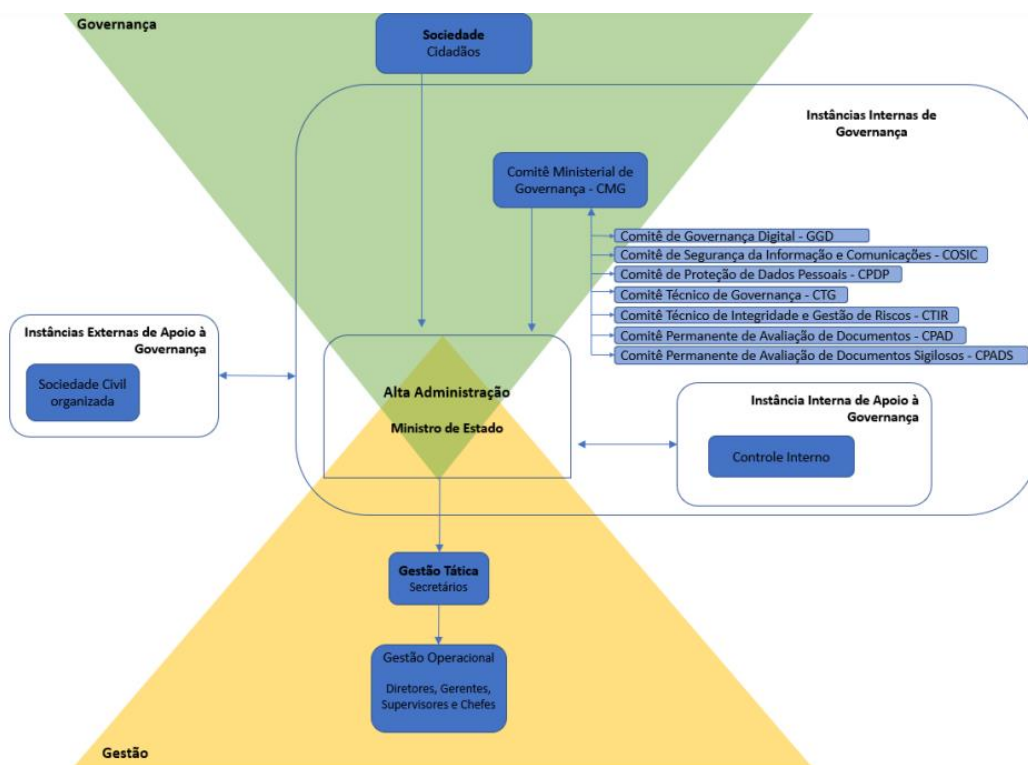 Governança
Sociedade
Cidadãos
Instâncias Internas de
Governança
Comitê Ministerial de
Governança - CMG
Comitê de Governança Digital - GGD
Comitê de Segurança da Informação e Comunicações - COSIC
Comitê de Proteção de Dados Pessoais - CPDP
Comitê Técnico de Governança - CTG
Comitê Técnico de Integridade e Gestão de Riscos - CTIR
Comitê Permanente de Avaliação de Documentos - CPAD
Comitê Permanente de Avaliação de Documentos Sigilosos - CPADS
Instâncias Externas de Apoio à
Governança
Sociedade Civil
organizada
Alta Administração
Ministro de Estado
Instância Interna de Apoio à
Governança
Controle Interno
Gestão Tática
Secretários
Gestão Operacional
Diretores, Gerentes,
Supervisores e Chefes
Gestão